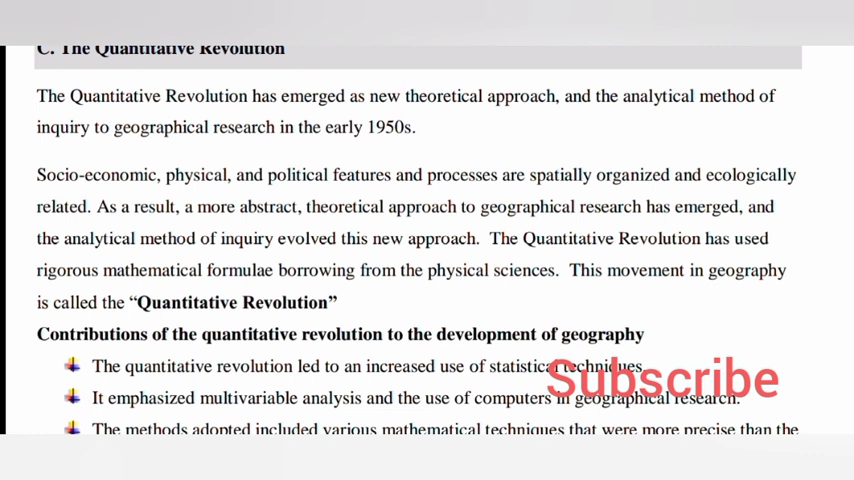 C. The Quantitative Revolution
The Quantitative Revolution has emerged as new theoretical approach, and the analytical method of
inquiry to geographical research in the early 1950s.
Socio-economic, physical, and political features and processes are spatially organized and ecologically
related. As a result, a more abstract, theoretical approach to geographical research has emerged, and
the analytical method of inquiry evolved this new approach. The Quantitative Revolution has used
rigorous mathematical formulae borrowing from the physical sciences. This movement in geography
is called the “Quantitative Revolution”
Contributions of the quantitative revolution to the development of geography
The quantitative revolution led to an increased use of statistical techniques.
It emphasized multivariable analysis and the use of computers in geographical research.
Subscribe
The methods adopted included various mathematical techniques that were more precise than the